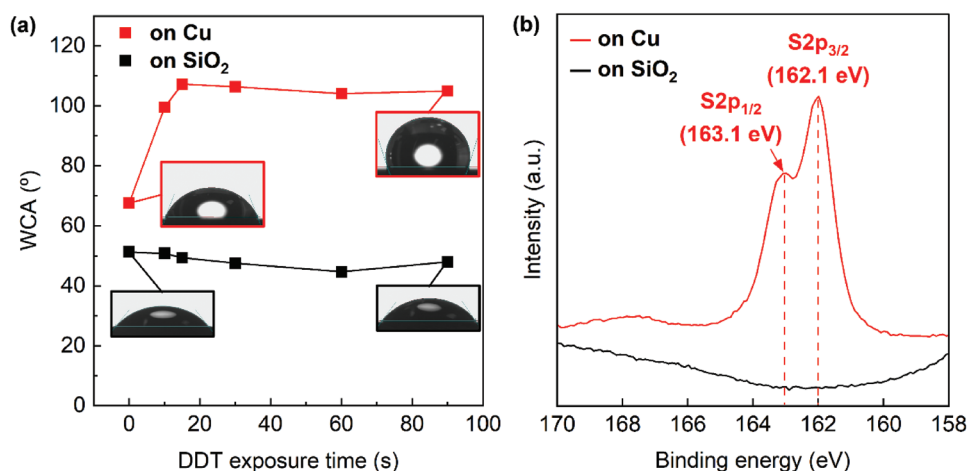 (a)
on Cu
on SiO₂
120
100
80
60
40
20
0
WCA (º)
0 20 40 60 80 100
DDT exposure time (s)
(b)
on Cu
on SiO₂
S2p₃/₂
(162.1 eV)
S2p₁/₂
(163.1 eV)
Intensity (a.u.)
170 168 166 164 162 160 158
Binding energy (eV)